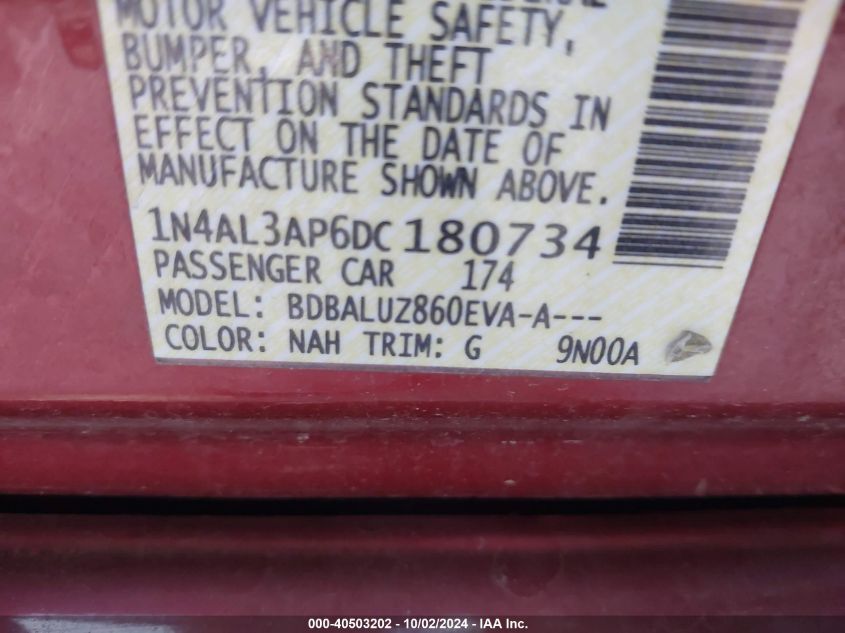 MOTOR VEHICLE SAFETY,
BUMPER, AND THEFT
PREVENTION STANDARDS IN
EFFECT ON THE DATE OF
MANUFACTURE SHOWN ABOVE.
1N4AL3AP6DC180734
PASSENGER CAR 174
MODEL: BDBALUZ860EVA-A---
COLOR: NAH TRIM: G 9N00A
000-40503202 - 10/02/2024 - IAA Inc.